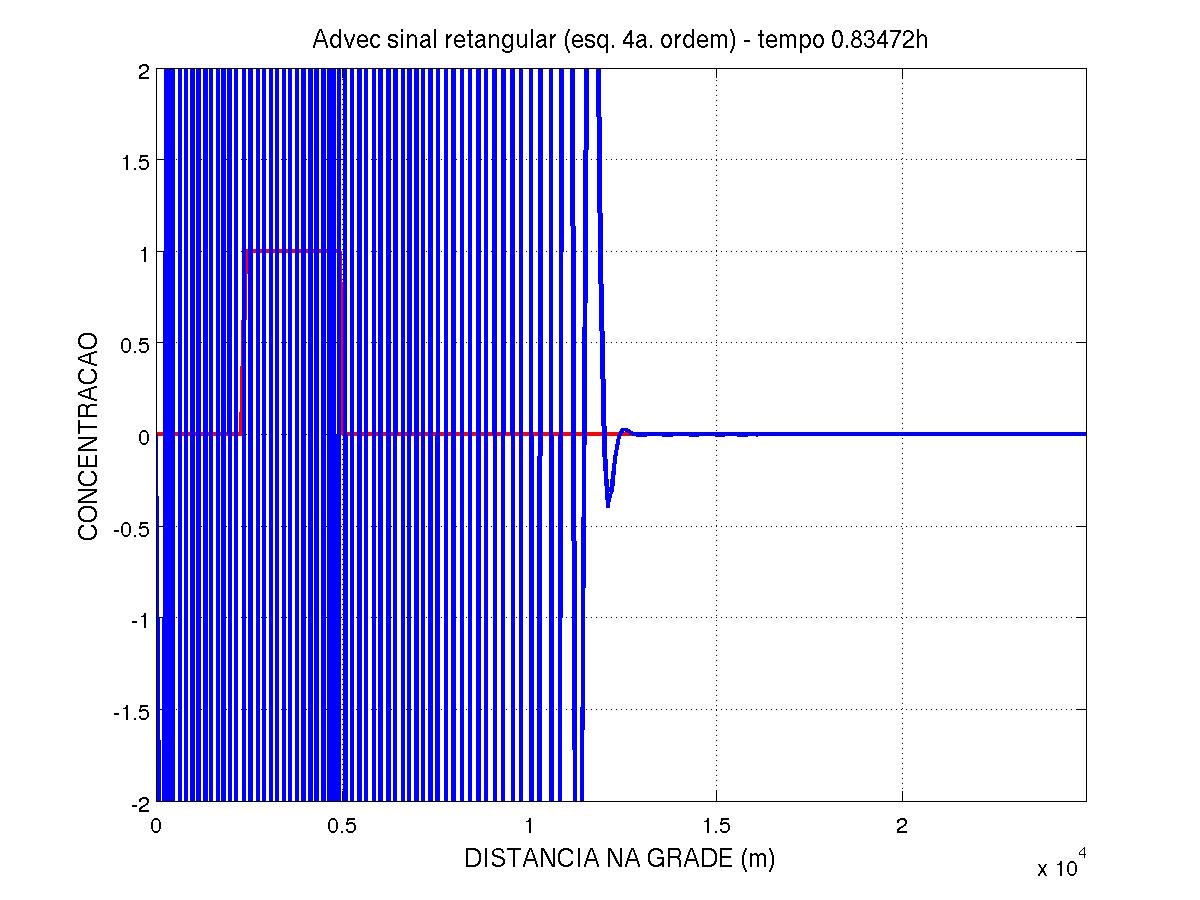 Advec sinal retangular (esq. 4a. ordem) - tempo 0.83472h
2
1.5
1
0.5
0
-0.5
-1
-1.5
-2
CONCENTRACAO
0 0.5 1 1.5 2
DISTANCIA NA GRADE (m)
x 10^4